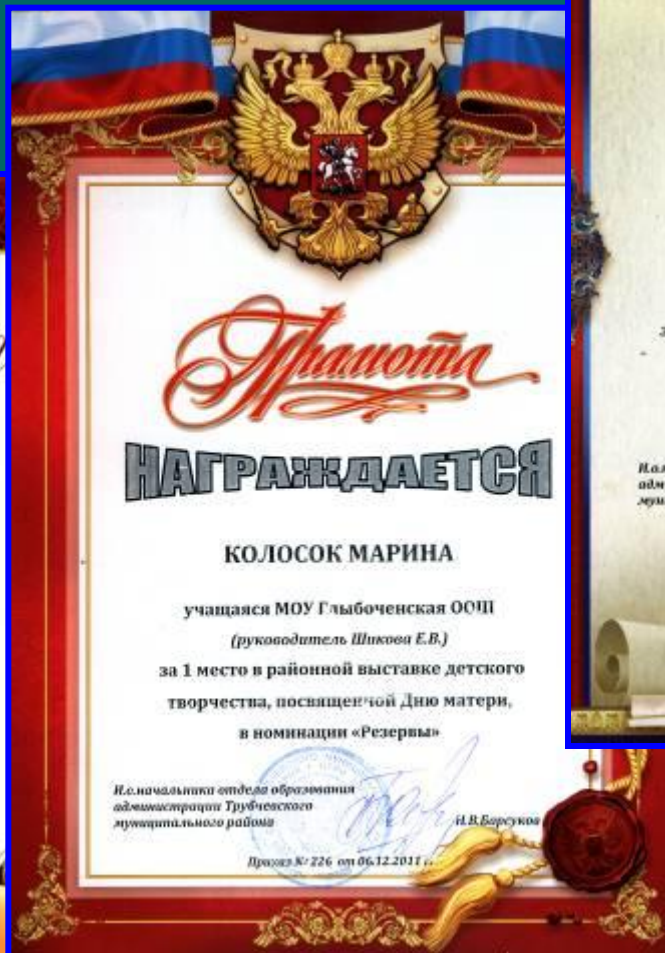 Грамота
НАГРАЖДАЕТСЯ
КОЛОСОК МАРИНА
учащаяся МОУ Глыбоченская ООШ
(руководитель Шикова Е.В.)
за 1 место в районной выставке детского
творчества, посвященной Дню матери,
в номинации «Резервы»
И.о.начальника отдела образования
администрации Трубчевского
муниципального района
Н.В.Барсуков
Приказ № 226 от 06.12.2011